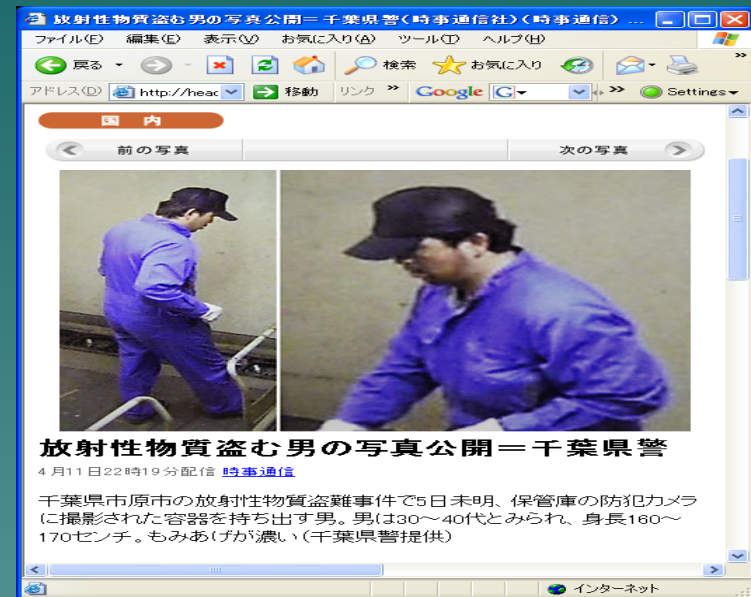 放射性物質盗む男の写真公開＝千葉県警(時事通信社)(時事通信) ...
ファイル(F) 編集(E) 表示(V) お気に入り(A) ツール(T) ヘルプ(H)
戻る 検索 お気に入り
アドレス(D) http://heac 移動 リンク » Google G Settings
国 内
前の写真 次の写真
放射性物質盗む男の写真公開＝千葉県警
4月11日22時19分配信 時事通信
千葉県市原市の放射性物質盗難事件で5日未明、保管庫の防犯カメラ
に撮影された容器を持ち出す男。男は30～40代とみられ、身長160～
170センチ。もみあげが濃い(千葉県警提供)
インターネット